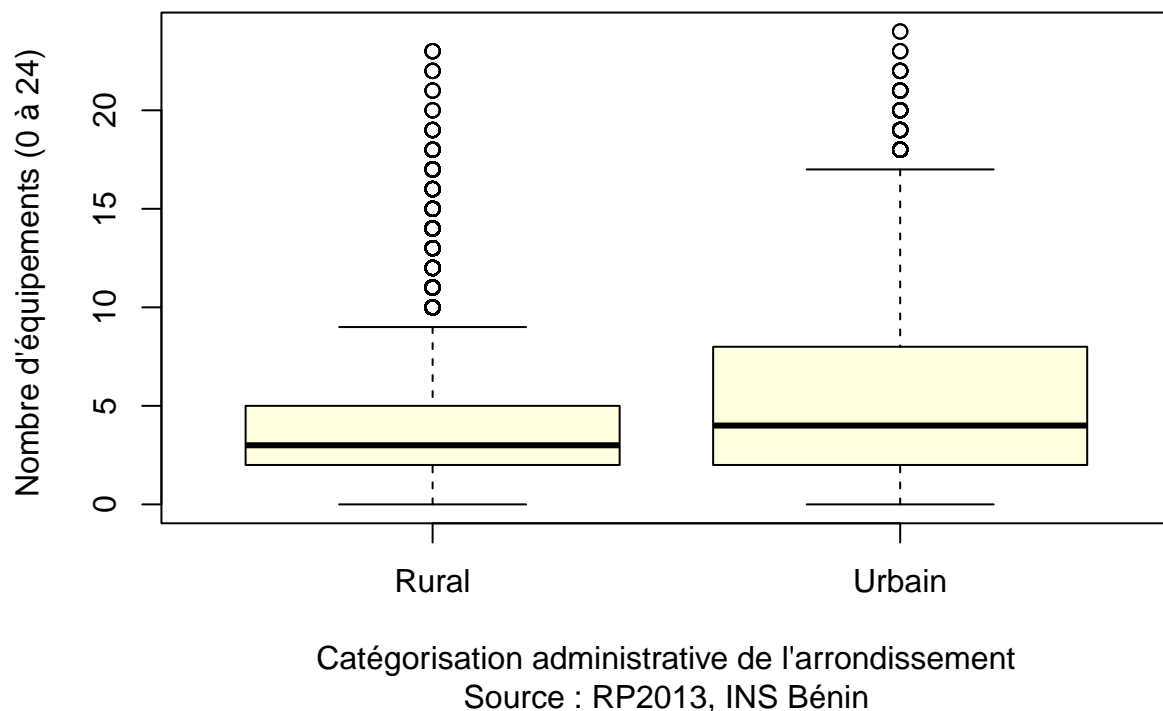 Nombre d'équipements (0 à 24)
20
15
10
5
0
Rural Urbain
Catégorisation administrative de l'arrondissement
Source : RP2013, INS Bénin